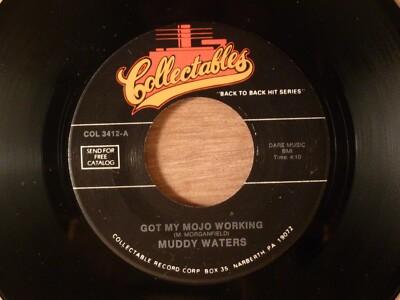 Collectables
"BACK TO BACK HIT SERIES"
COL 3412-A
SEND FOR
FREE
CATALOG
DARE MUSIC
BMI
Time: 4:10
GOT MY MOJO WORKING
(M. MORGANFIELD)
MUDDY WATERS
COLLECTABLE RECORD CORP BOX 35 NARBERTH PA 19072